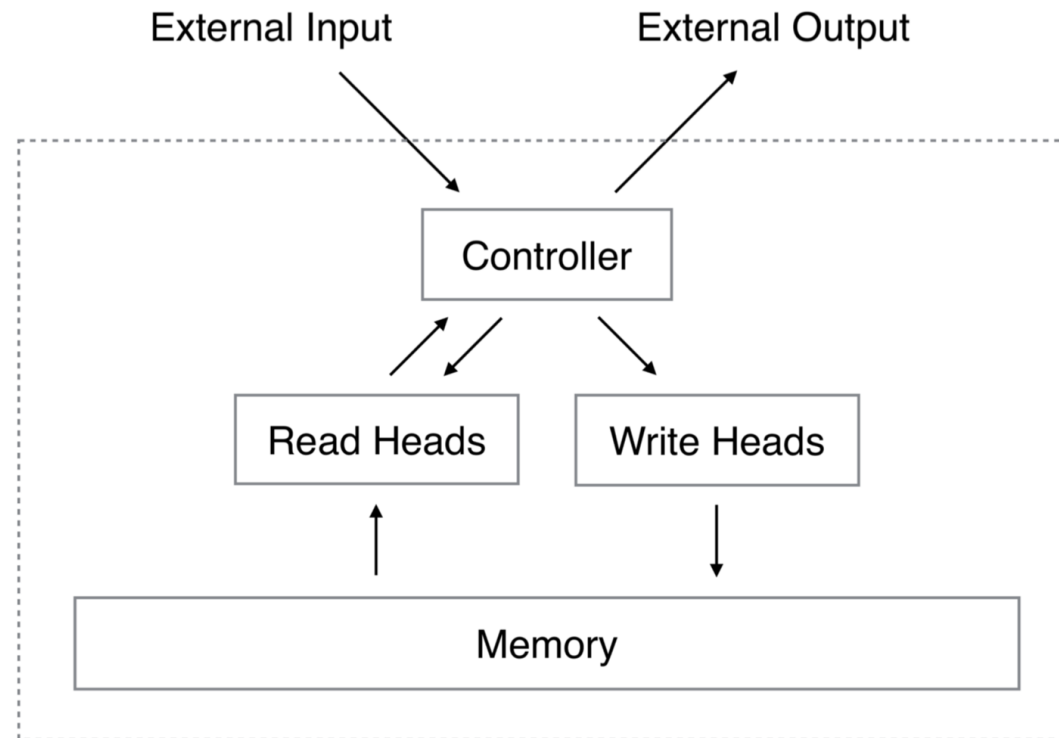 External Input
External Output
Controller
Read Heads
Write Heads
Memory